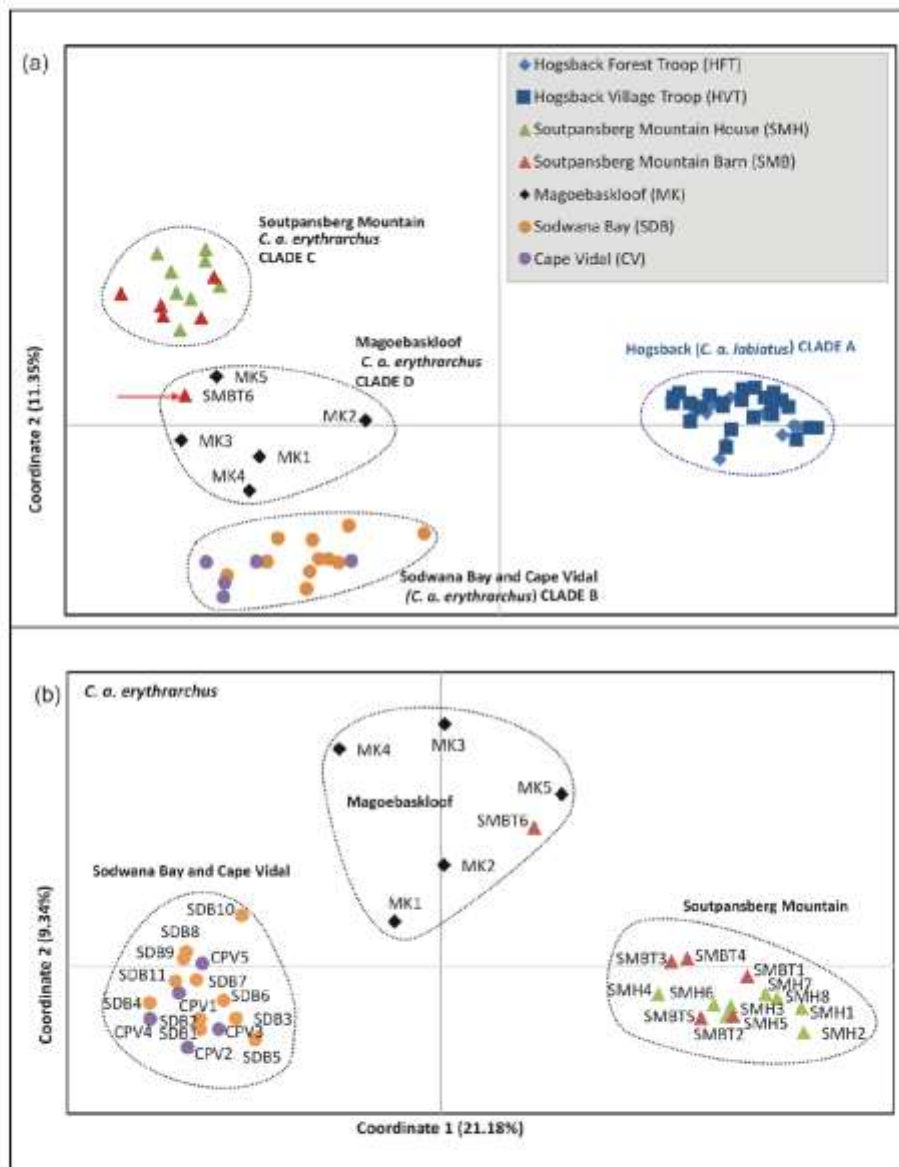 (a)
Hogsback Forest Troop (HFT)
Hogsback Village Troop (HVT)
Soutpansberg Mountain House (SMH)
Soutpansberg Mountain Barn (SMB)
Magoebaskloof (MK)
Sodwana Bay (SDB)
Cape Vidal (CV)
Soutpansberg Mountain
C. a. erythrarchus
CLADE C
Magoebaskloof
C. a. erythrarchus
CLADE D
Hogsback (C. a. labiatus) CLADE A
MK5
SMBT6
MK2
MK3
MK1
MK4
Sodwana Bay and Cape Vidal
(C. a. erythrarchus) CLADE B
Coordinate 2 (11.35%)
(b)
C. a. erythrarchus
MK4
MK3
Magoebaskloof
MK5
SMBT6
MK2
MK1
Sodwana Bay and Cape Vidal
SDB10
SDB8
SDB9
CPV5
SDB11
SDB7
SDB4
CPV1
SDB6
CPV4
SDB2
SDB3
SDB1
CPV3
CPV2
SDB5
Soutpansberg Mountain
SMBT3
SMBT4
SMBT1
SMH4
SMH6
SMH7
SMH8
SMBT5
SMH3
SMH1
SMH5
SMBT2
SMH2
Coordinate 2 (9.34%)
Coordinate 1 (21.18%)